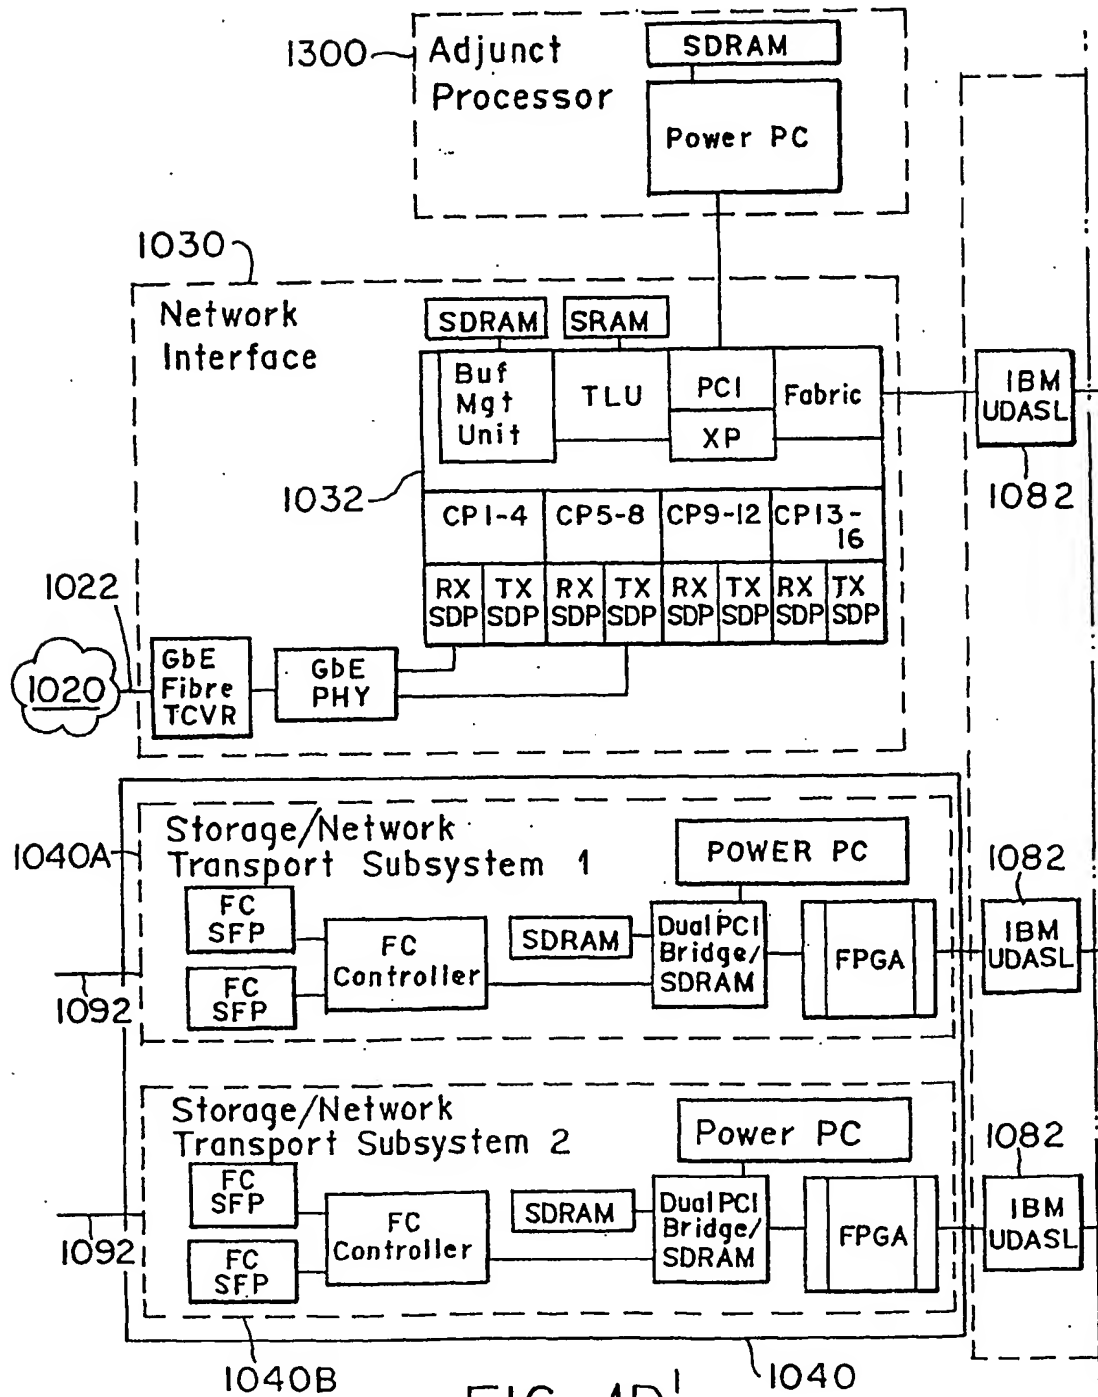 1300
Adjunct
Processor
SDRAM
Power PC
1030
Network
Interface
SDRAM
SRAM
Buf
Mgt
Unit
TLU
PCI
XP
Fabric
IBM
UDASL
1082
1032
CP1-4
CP5-8
CP9-12
CP13-
16
RX
SDP
TX
SDP
RX
SDP
TX
SDP
RX
SDP
TX
SDP
RX
SDP
TX
SDP
1022
1020
GbE
Fibre
TCVR
GbE
PHY
1040A
Storage/Network
Transport Subsystem 1
POWER PC
FC
SFP
FC
SFP
FC
Controller
SDRAM
Dual PCI
Bridge/
SDRAM
FPGA
1082
IBM
UDASL
1092
Storage/Network
Transport Subsystem 2
Power PC
FC
SFP
FC
SFP
FC
Controller
SDRAM
Dual PCI
Bridge/
SDRAM
FPGA
1082
IBM
UDASL
1092
1040B
1040